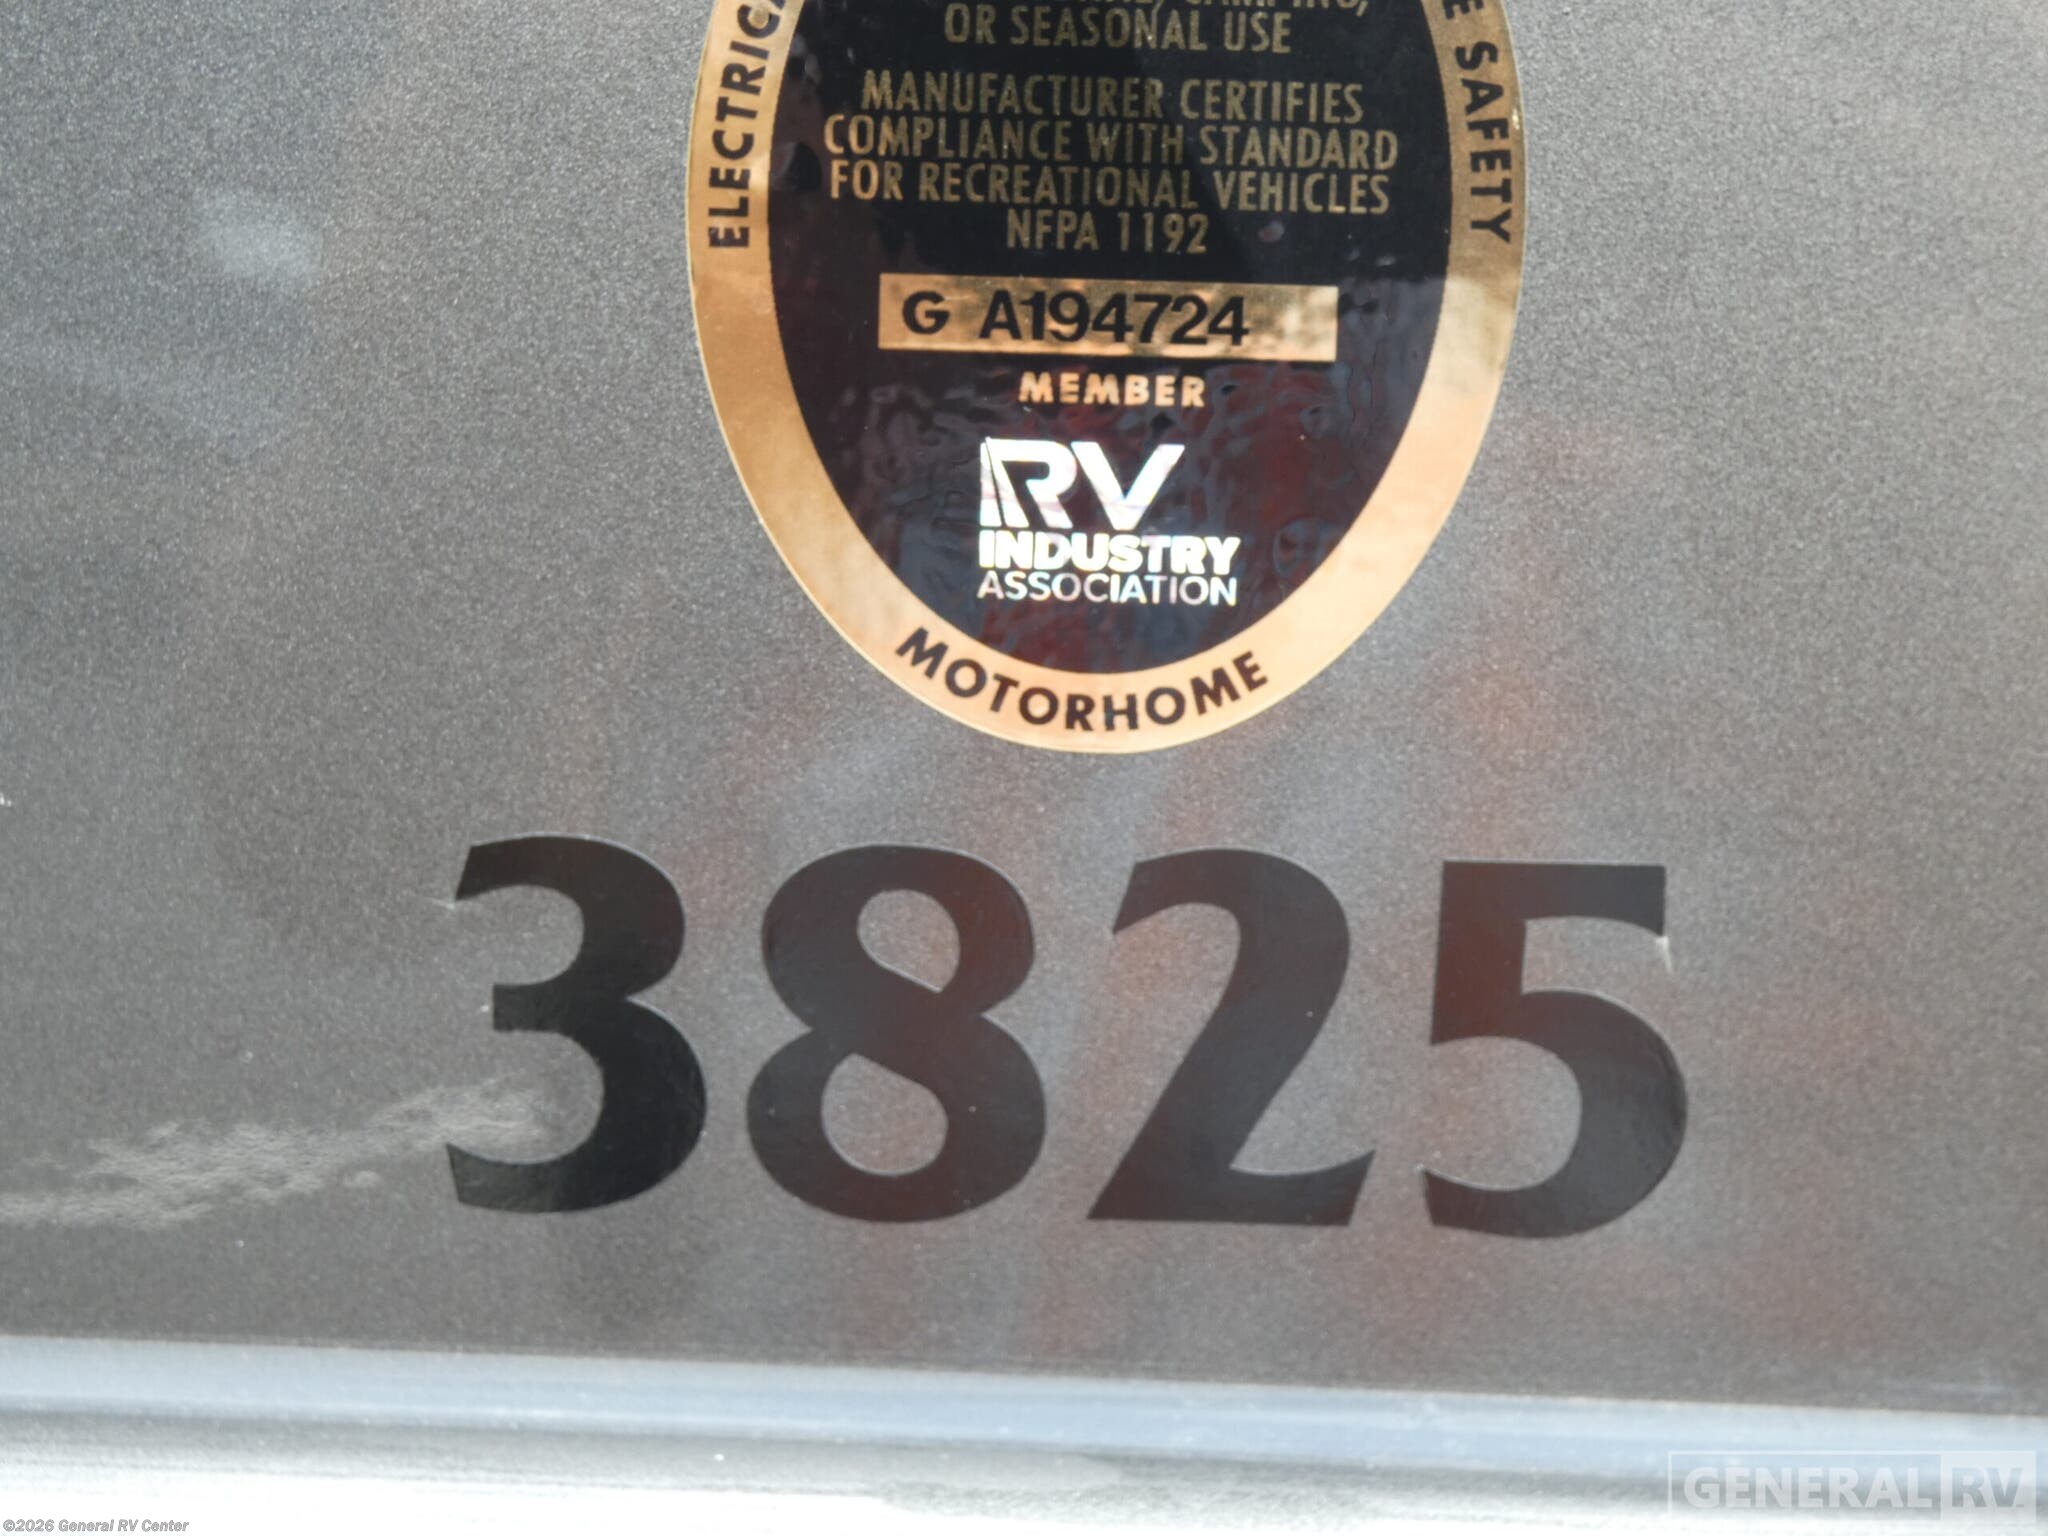 OR SEASONAL USE
MANUFACTURER CERTIFIES
COMPLIANCE WITH STANDARD
FOR RECREATIONAL VEHICLES
NFPA 1192
G A194724
MEMBER
RV
INDUSTRY
ASSOCIATION
MOTORHOME
SAFETY
3825
GENERAL RV
©2026 General RV Center